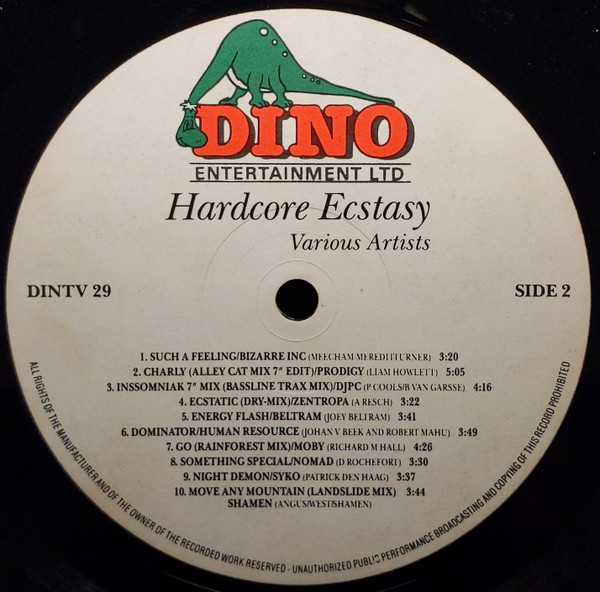 DINO
ENTERTAINMENT LTD
Hardcore Ecstasy
Various Artists
DINTV 29
SIDE 2
1. SUCH A FEELING/BIZARRE INC (MEECHAM MEREDITTURNER) 3:20
2. CHARLY (ALLEY CAT MIX 7" EDIT)/PRODIGY (LIAM HOWLETT) 5:05
3. INSSOMNIAK 7" MIX (BASSLINE TRAX MIX)/DJPC (P COOLS/B VAN GARSSE) 4:16
4. ECSTATIC (DRY-MIX)/ZENTROPA (A RESCH) 3:22
5. ENERGY FLASH/BELTRAM (JOEY BELTRAM) 3:41
6. DOMINATOR/HUMAN RESOURCE (JOHAN V BEEK AND ROBERT MAHU) 3:49
7. GO (RAINFOREST MIX)/MOBY (RICHARD M HALL) 4:26
8. SOMETHING SPECIAL/NOMAD (D ROCHEFORT) 3:30
9. NIGHT DEMON/SYKO (PATRICK DEN HAAG) 3:37
10. MOVE ANY MOUNTAIN (LANDSLIDE MIX) 3:44
SHAMEN (ANGUS/WEST/SHAMEN)
ALL RIGHTS OF THE MANUFACTURER AND OF THE OWNER OF THE RECORDED WORK RESERVED - UNAUTHORIZED PUBLIC PERFORMANCE BROADCASTING AND COPYING OF THIS RECORD PROHIBITED